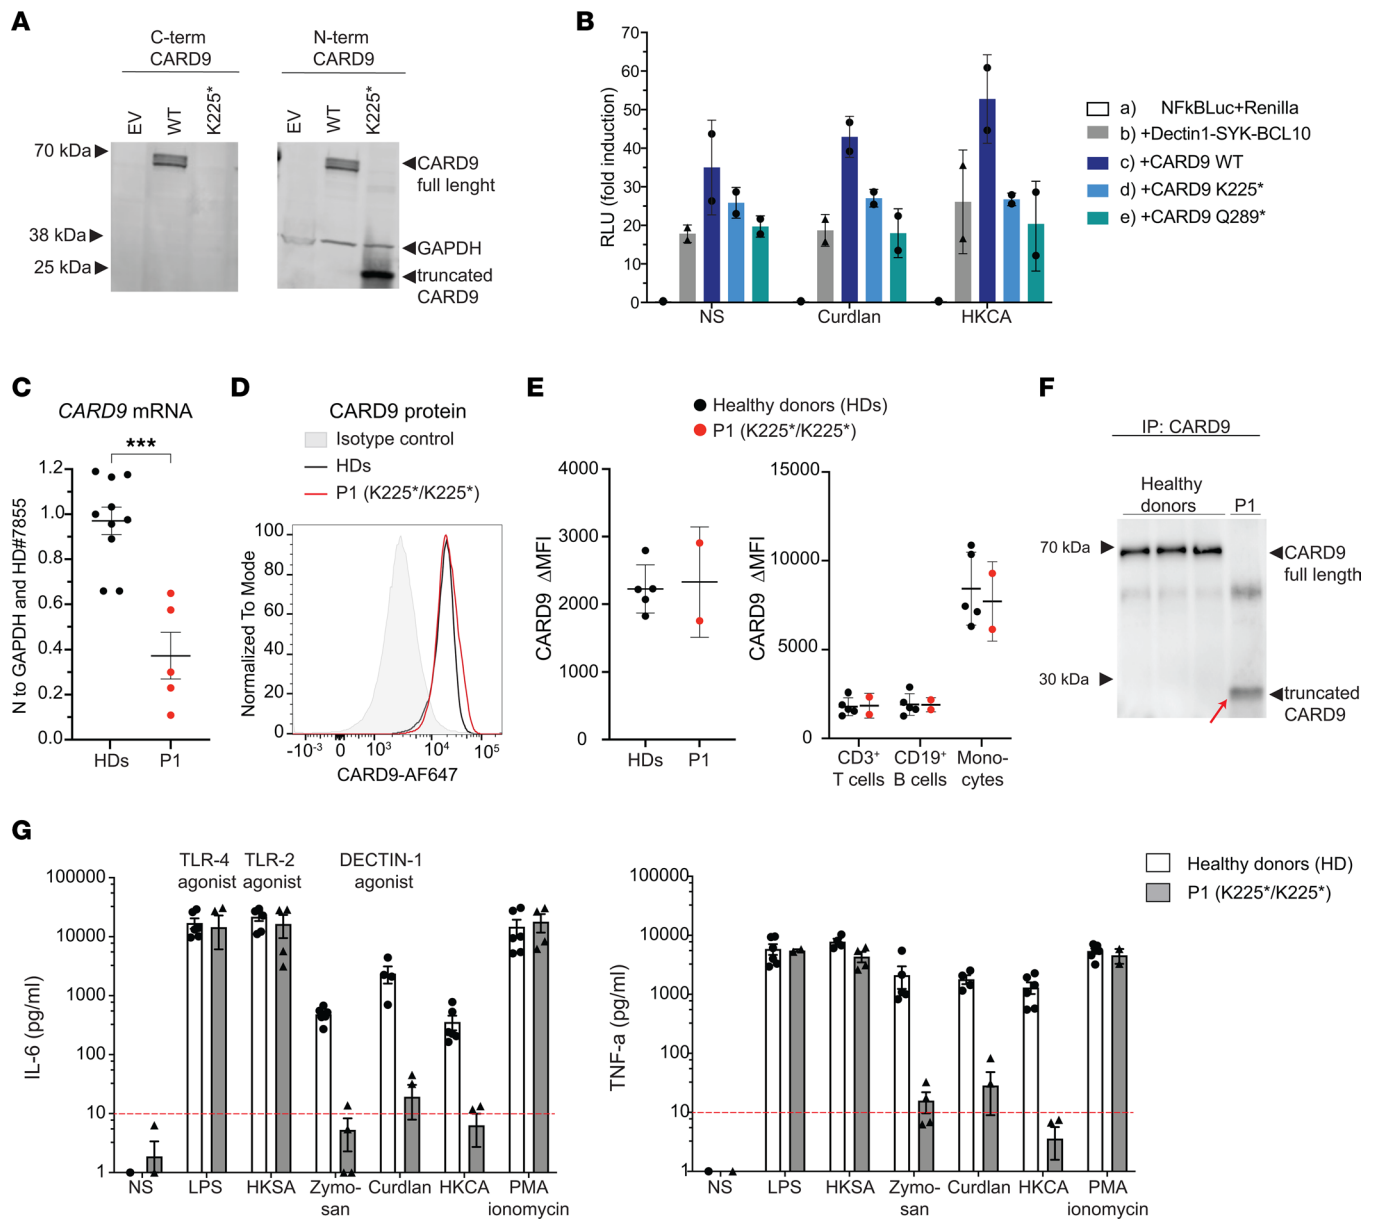 A
C-term
CARD9
N-term
CARD9
EV
WT
K225*
EV
WT
K225*
70 kDa
38 kDa
25 kDa
CARD9
full lenght
GAPDH
truncated
CARD9
B
RLU (fold induction)
70
60
50
40
30
20
10
0
NS
Curdlan
HKCA
a) NFkBLuc+Renilla
b) +Dectin1-SYK-BCL10
c) +CARD9 WT
d) +CARD9 K225*
e) +CARD9 Q289*
C
CARD9 mRNA
***
N to GAPDH and HD#7855
1.2
1.0
0.8
0.6
0.4
0.2
0.0
HDs
P1
D
CARD9 protein
Isotype control
HDs
P1 (K225*/K225*)
Normalized To Mode
100
80
60
40
20
0
-10-3
0
103
104
105
CARD9-AF647
E
Healthy donors (HDs)
P1 (K225*/K225*)
CARD9 ΔMFI
4000
3000
2000
1000
0
HDs
P1
CARD9 ΔMFI
15000
10000
5000
0
CD3+
T cells
CD19+
B cells
Mono-
cytes
F
IP: CARD9
Healthy
donors
P1
70 kDa
30 kDa
CARD9
full length
truncated
CARD9
G
TLR-4
agonist
TLR-2
agonist
DECTIN-1
agonist
IL-6 (pg/ml)
100000
10000
1000
100
10
1
NS
LPS
HKSA
Zymo-
san
Curdlan
HKCA
PMA
ionomycin
TNF-a (pg/ml)
100000
10000
1000
100
10
1
NS
LPS
HKSA
Zymo-
san
Curdlan
HKCA
PMA
ionomycin
Healthy donors (HD)
P1 (K225*/K225*)